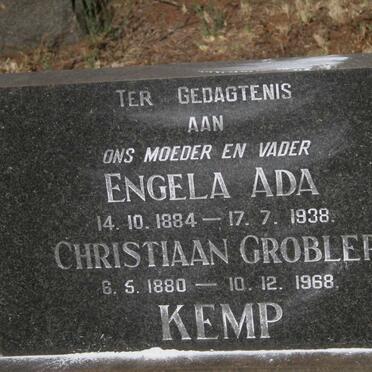 TER GEDAGTENIS
AAN
ONS MOEDER EN VADER
ENGELA ADA
14.10.1884 — 17.7.1938.
CHRISTIAAN GROBLER
6.5.1880 — 10.12.1968.
KEMP